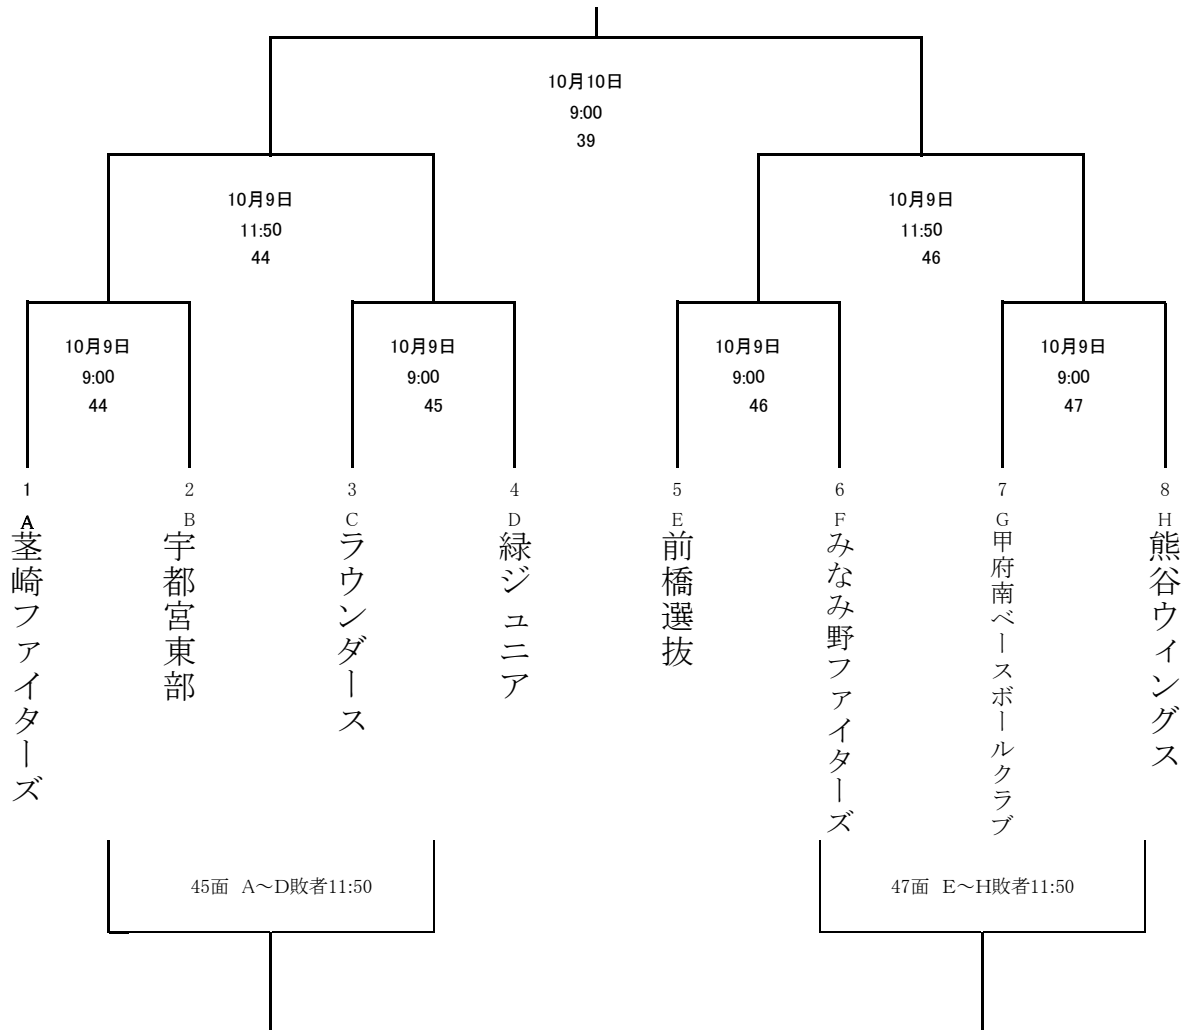 10月10日
9:00
39
10月9日
11:50
44
10月9日
11:50
46
10月9日
9:00
44
10月9日
9:00
45
10月9日
9:00
46
10月9日
9:00
47
1
A
茎崎ファイターズ
2
B
宇都宮東部
3
C
ラウンダース
4
D
緑ジュニア
5
E
前橋選抜
6
F
みなみ野ファイターズ
7
G
甲府南ベースボールクラブ
8
H
熊谷ウィングス
45面 A～D敗者11:50
47面 E～H敗者11:50